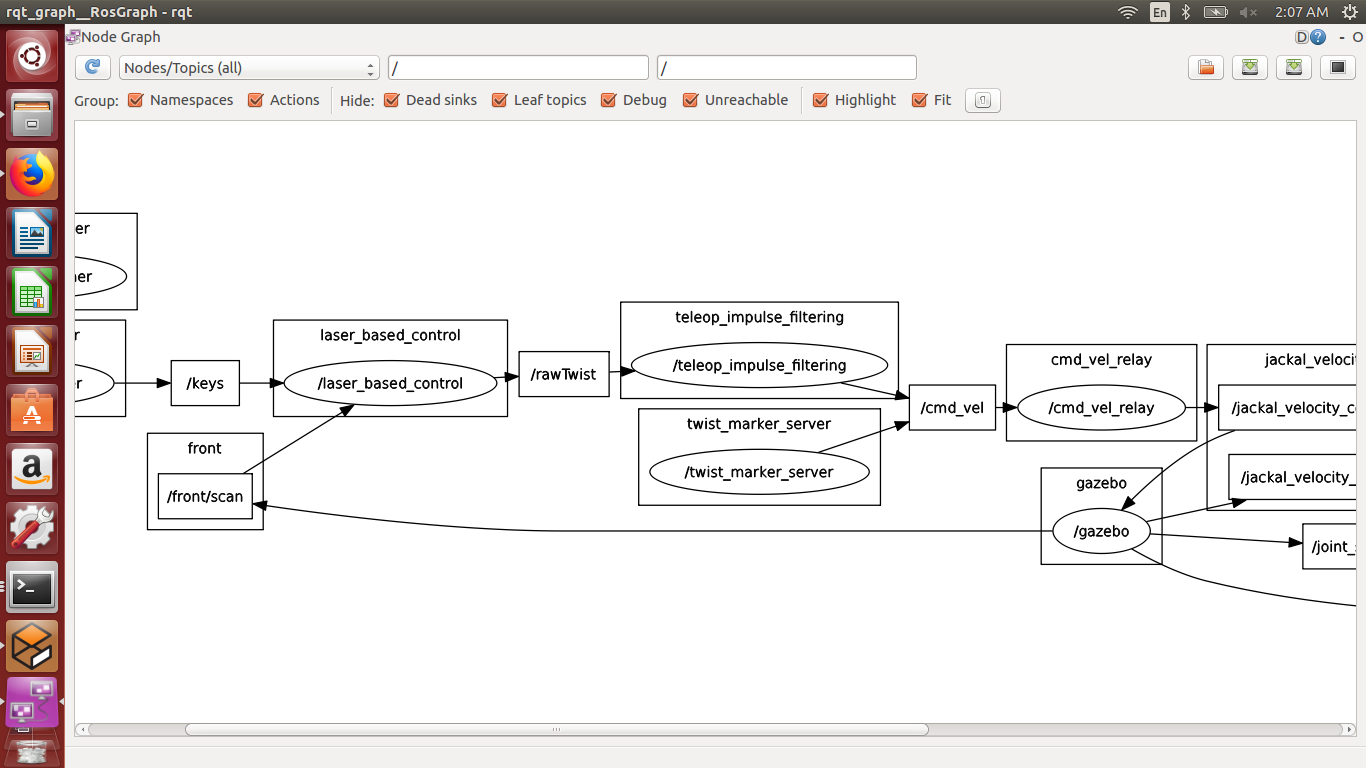 rqt_graph__RosGraph - rqt
En
2:07 AM
Node Graph
D
- O
Nodes/Topics (all)
/
/
Group:
Namespaces
Actions
Hide:
Dead sinks
Leaf topics
Debug
Unreachable
Highlight
Fit
er
er
laser_based_control
/keys
/laser_based_control
front
/front/scan
/rawTwist
teleop_impulse_filtering
/teleop_impulse_filtering
twist_marker_server
/twist_marker_server
/cmd_vel
cmd_vel_relay
/cmd_vel_relay
jackal_veloci
/jackal_velocity_c
/jackal_velocity_
gazebo
/gazebo
/joint_